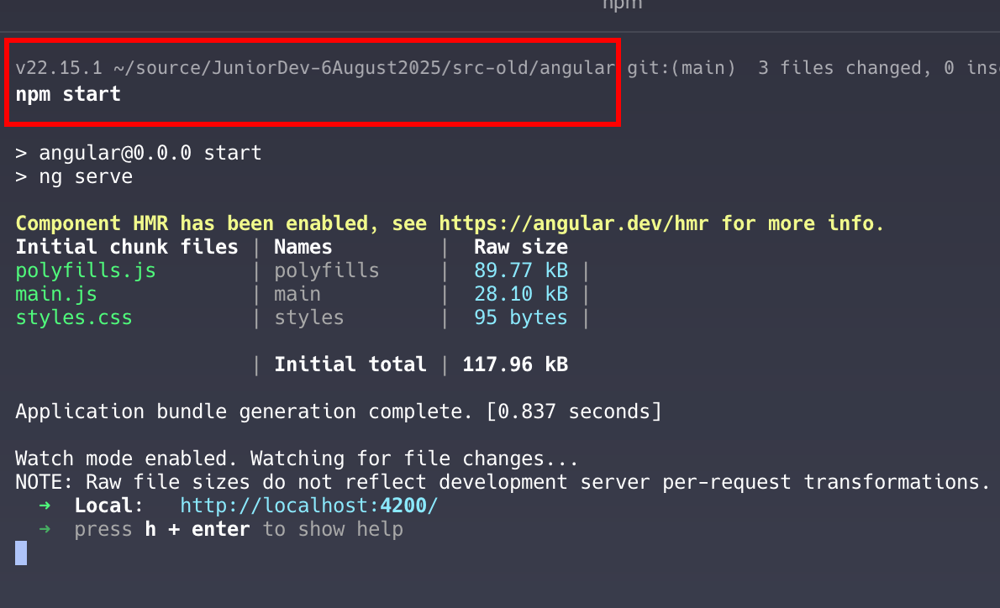 npm
v22.15.1 ~/source/JuniorDev-6August2025/src-old/angular git:(main)  3 files changed, 0 ins
npm start
> angular@0.0.0 start
> ng serve
Component HMR has been enabled, see https://angular.dev/hmr for more info.
Initial chunk files | Names         |  Raw size
polyfills.js        | polyfills     |  89.77 kB |
main.js             | main          |  28.10 kB |
styles.css          | styles        |  95 bytes |
                    | Initial total | 117.96 kB
Application bundle generation complete. [0.837 seconds]
Watch mode enabled. Watching for file changes...
NOTE: Raw file sizes do not reflect development server per-request transformations.
  ➜  Local:   http://localhost:4200/
  ➜  press h + enter to show help